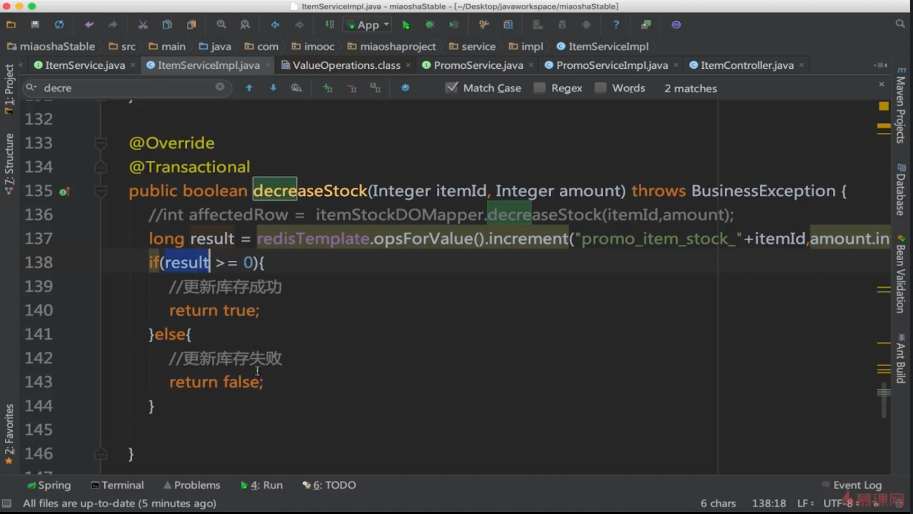 ItemServiceImpl.java - miaoshaStable - [~/Desktop/javaworkspace/miaoshaStable]
App
miaoshaStable src main java com imooc miaoshaproject service impl ItemServiceImpl
ItemService.java ItemServiceImpl.java ValueOperations.class PromoService.java PromoServiceImpl.java ItemController.java
decre Match Case Regex Words 2 matches
1: Project
7: Structure
2: Favorites
132
133 @Override
134 @Transactional
135 public boolean decreaseStock(Integer itemId, Integer amount) throws BusinessException {
136 //int affectedRow = itemStockDOMapper.decreaseStock(itemId,amount);
137 long result = redisTemplate.opsForValue().increment("promo_item_stock_"+itemId,amount.in
138 if(result >= 0){
139 //更新库存成功
140 return true;
141 }else{
142 //更新库存失败
143 return false;
144 }
145
146 }
Maven Projects
Database
Bean Validation
Ant Build
Spring Terminal Problems 4: Run 6: TODO Event Log
All files are up-to-date (5 minutes ago) 6 chars 138:18 LF UTF-8
慕课网